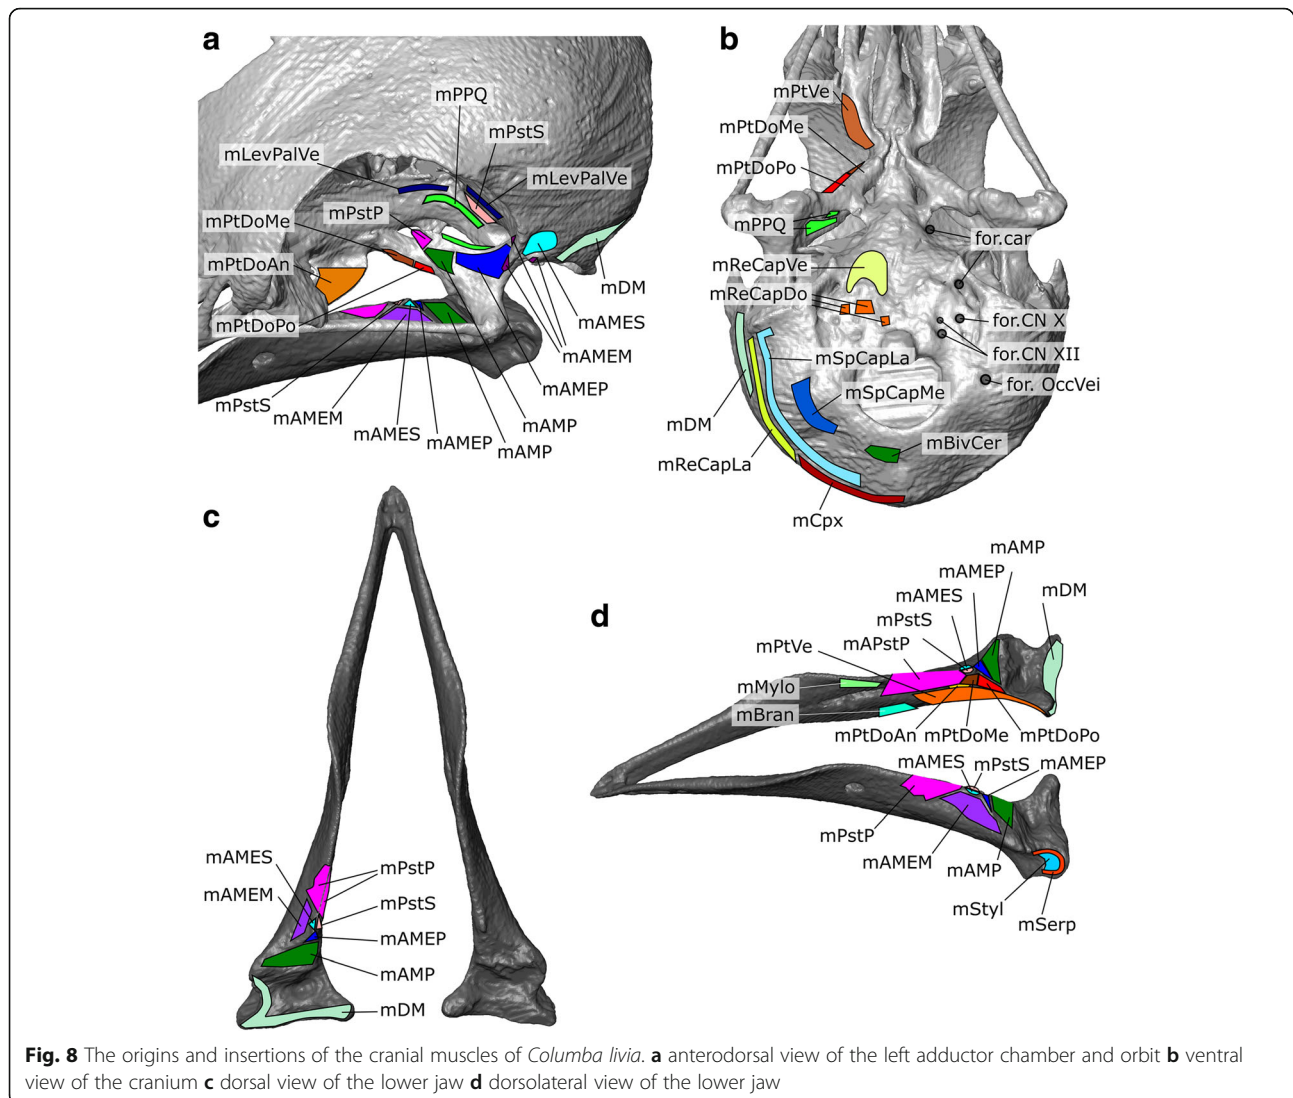 a
mPPQ
mPstS
mLevPalVe
mLevPalVe
mPtDoMe
mPstP
mPtDoAn
mDM
mPtDoPo
mAMES
mAMEM
mPstS
mAMEP
mAMEM
mAMP
mAMES
mAMEP
mAMP
b
mPtVe
mPtDoMe
mPtDoPo
mPPQ
for.car
mReCapVe
mReCapDo
for.CN X
for.CN XII
mSpCapLa
for. OccVei
mSpCapMe
mDM
mBivCer
mReCapLa
mCpx
c
mAMES
mPstP
mAMEM
mPstS
mAMEP
mAMP
mDM
d
mAMP
mAMEP
mAMES
mDM
mPstS
mAPstP
mPtVe
mMylo
mBran
mPtDoAn mPtDoMe mPtDoPo
mAMES mPstS mAMEP
mPstP
mAMEM
mAMP
mStyl
mSerp
Fig. 8 The origins and insertions of the cranial muscles of Columba livia. a anterodorsal view of the left adductor chamber and orbit b ventral
view of the cranium c dorsal view of the lower jaw d dorsolateral view of the lower jaw